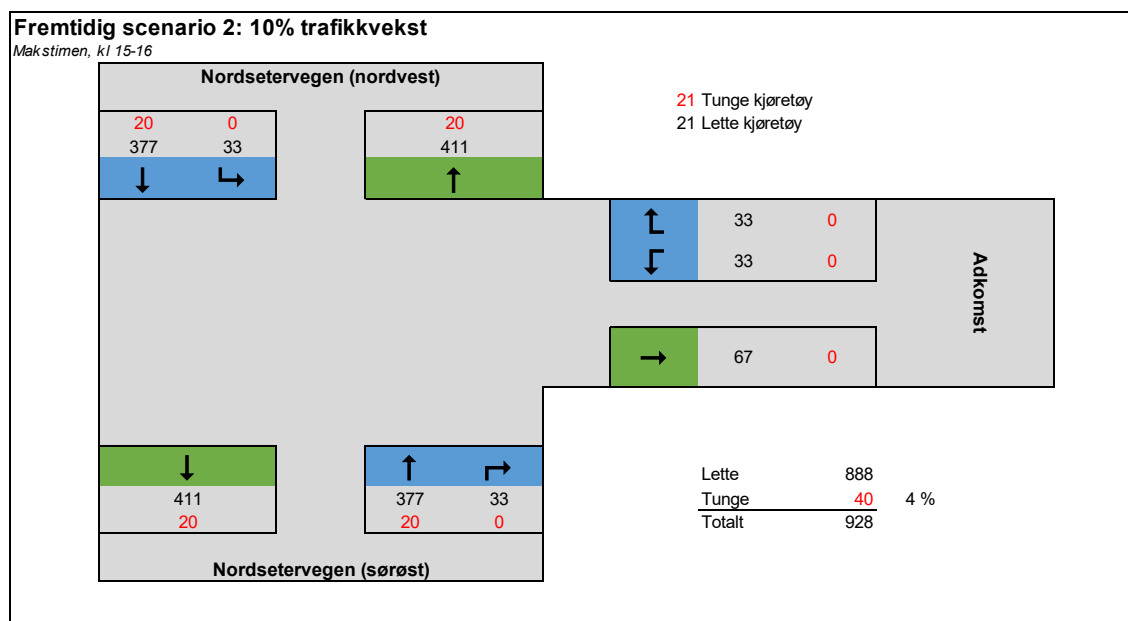 Fremtidig scenario 2: 10% trafikkvekst
Makstimen, kl 15-16
Nordsetervegen (nordvest)
21 Tunge kjøretøy
21 Lette kjøretøy
20 0 20
377 33 411
33 0
33 0
Adkomst
67 0
411 377 33
20 20 0
Nordsetervegen (sørøst)
Lette 888
Tunge 40 4 %
Totalt 928